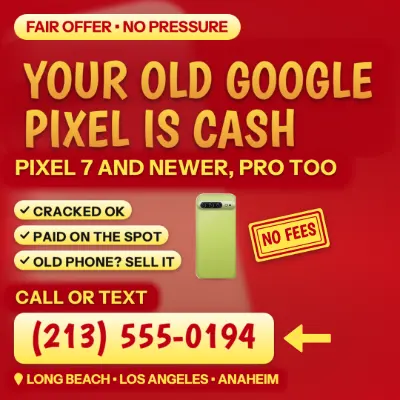 FAIR OFFER • NO PRESSURE
YOUR OLD GOOGLE
PIXEL IS CASH
PIXEL 7 AND NEWER, PRO TOO
CRACKED OK
PAID ON THE SPOT
OLD PHONE? SELL IT
NO FEES
CALL OR TEXT
(213) 555-0194
LONG BEACH • LOS ANGELES • ANAHEIM